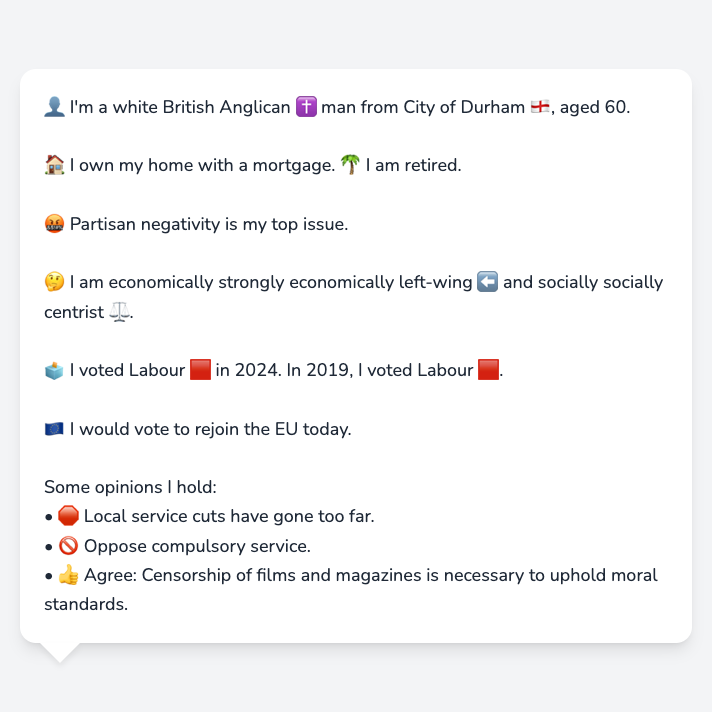 👤 I'm a white British Anglican ✝️ man from City of Durham 🏴󠁧󠁢󠁥󠁮󠁧󠁿, aged 60.
🏠 I own my home with a mortgage. 🌴 I am retired.
🤬 Partisan negativity is my top issue.
🤔 I am economically strongly economically left-wing ⬅️ and socially socially
centrist ⚖️.
🗳️ I voted Labour 🟥 in 2024. In 2019, I voted Labour 🟥.
🇪🇺 I would vote to rejoin the EU today.
Some opinions I hold:
• 🛑 Local service cuts have gone too far.
• 🚫 Oppose compulsory service.
• 👍 Agree: Censorship of films and magazines is necessary to uphold moral
standards.